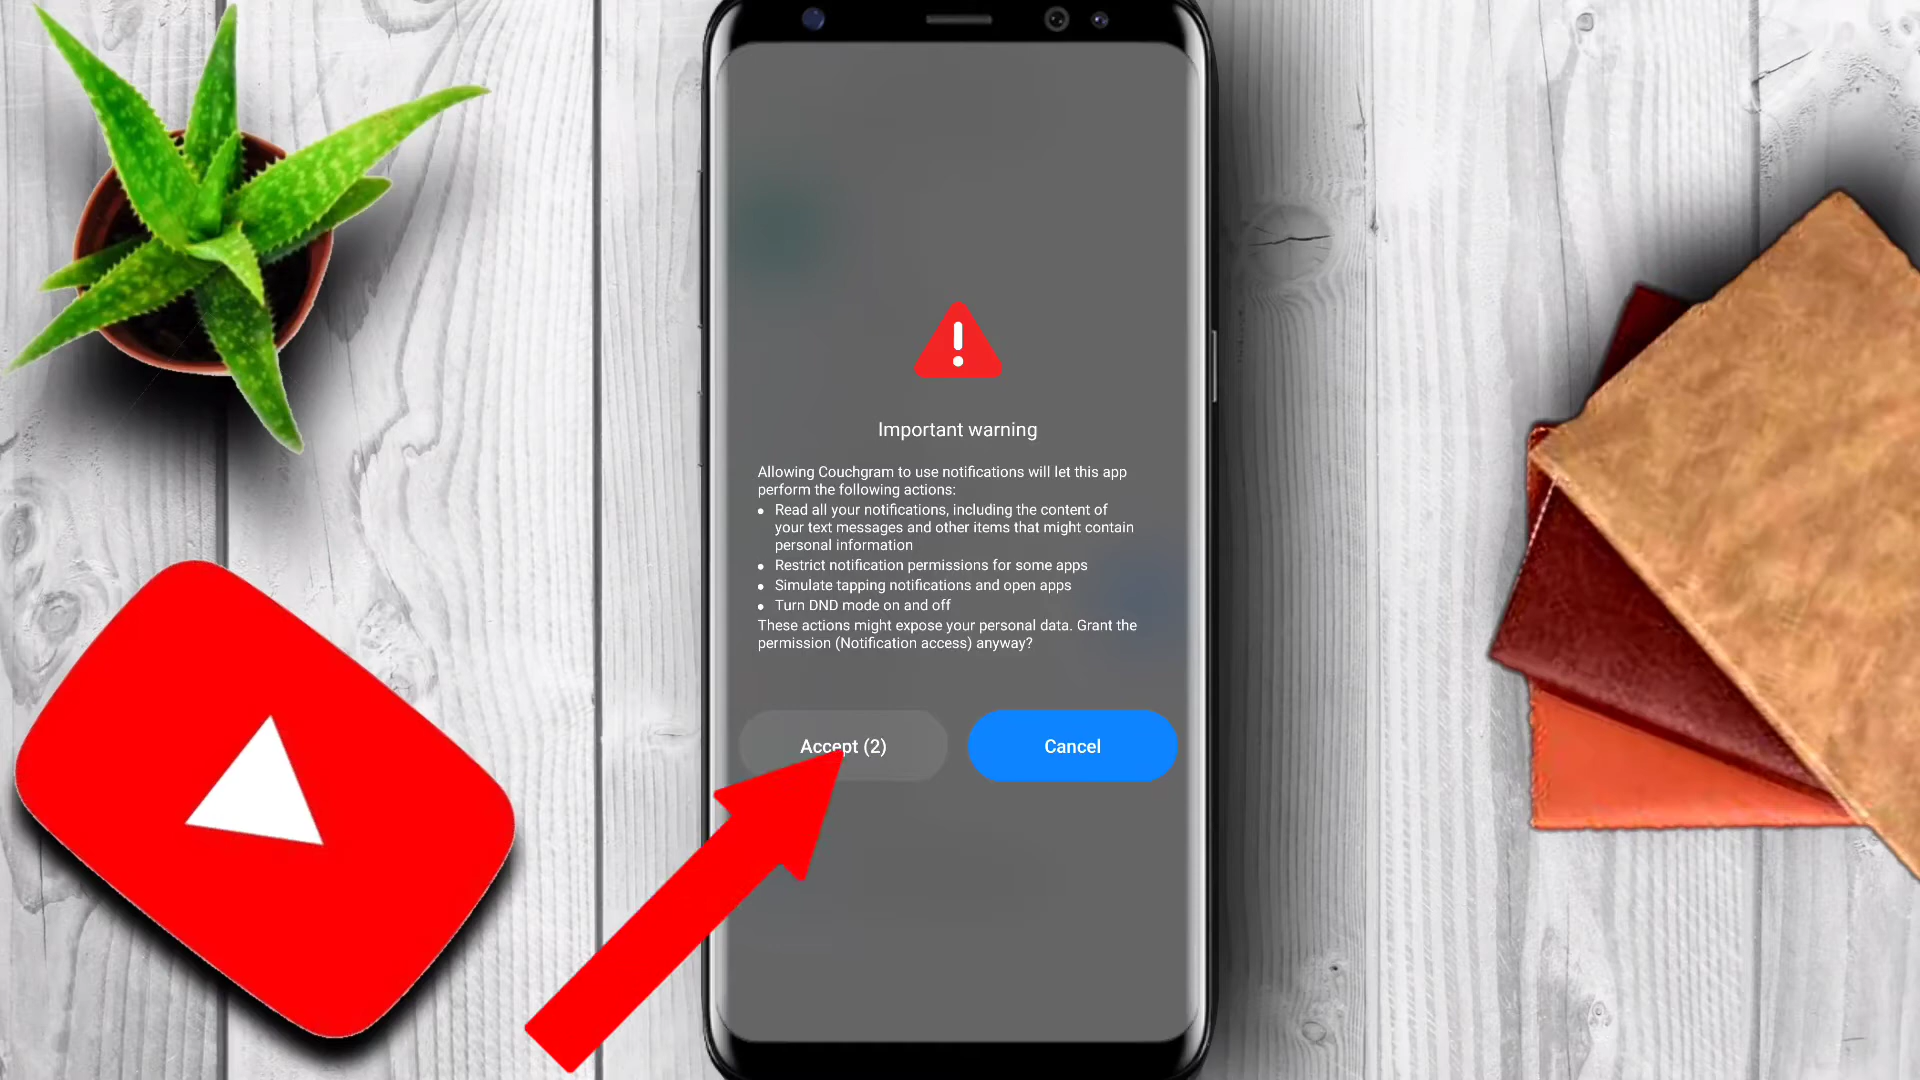 Important warning
Allowing Couchgram to use notifications will let this app
perform the following actions:
• Read all your notifications, including the content of
your text messages and other items that might contain
personal information
• Restrict notification permissions for some apps
• Simulate tapping notifications and open apps
• Turn DND mode on and off
These actions might expose your personal data. Grant the
permission (Notification access) anyway?
Accept (2)
Cancel